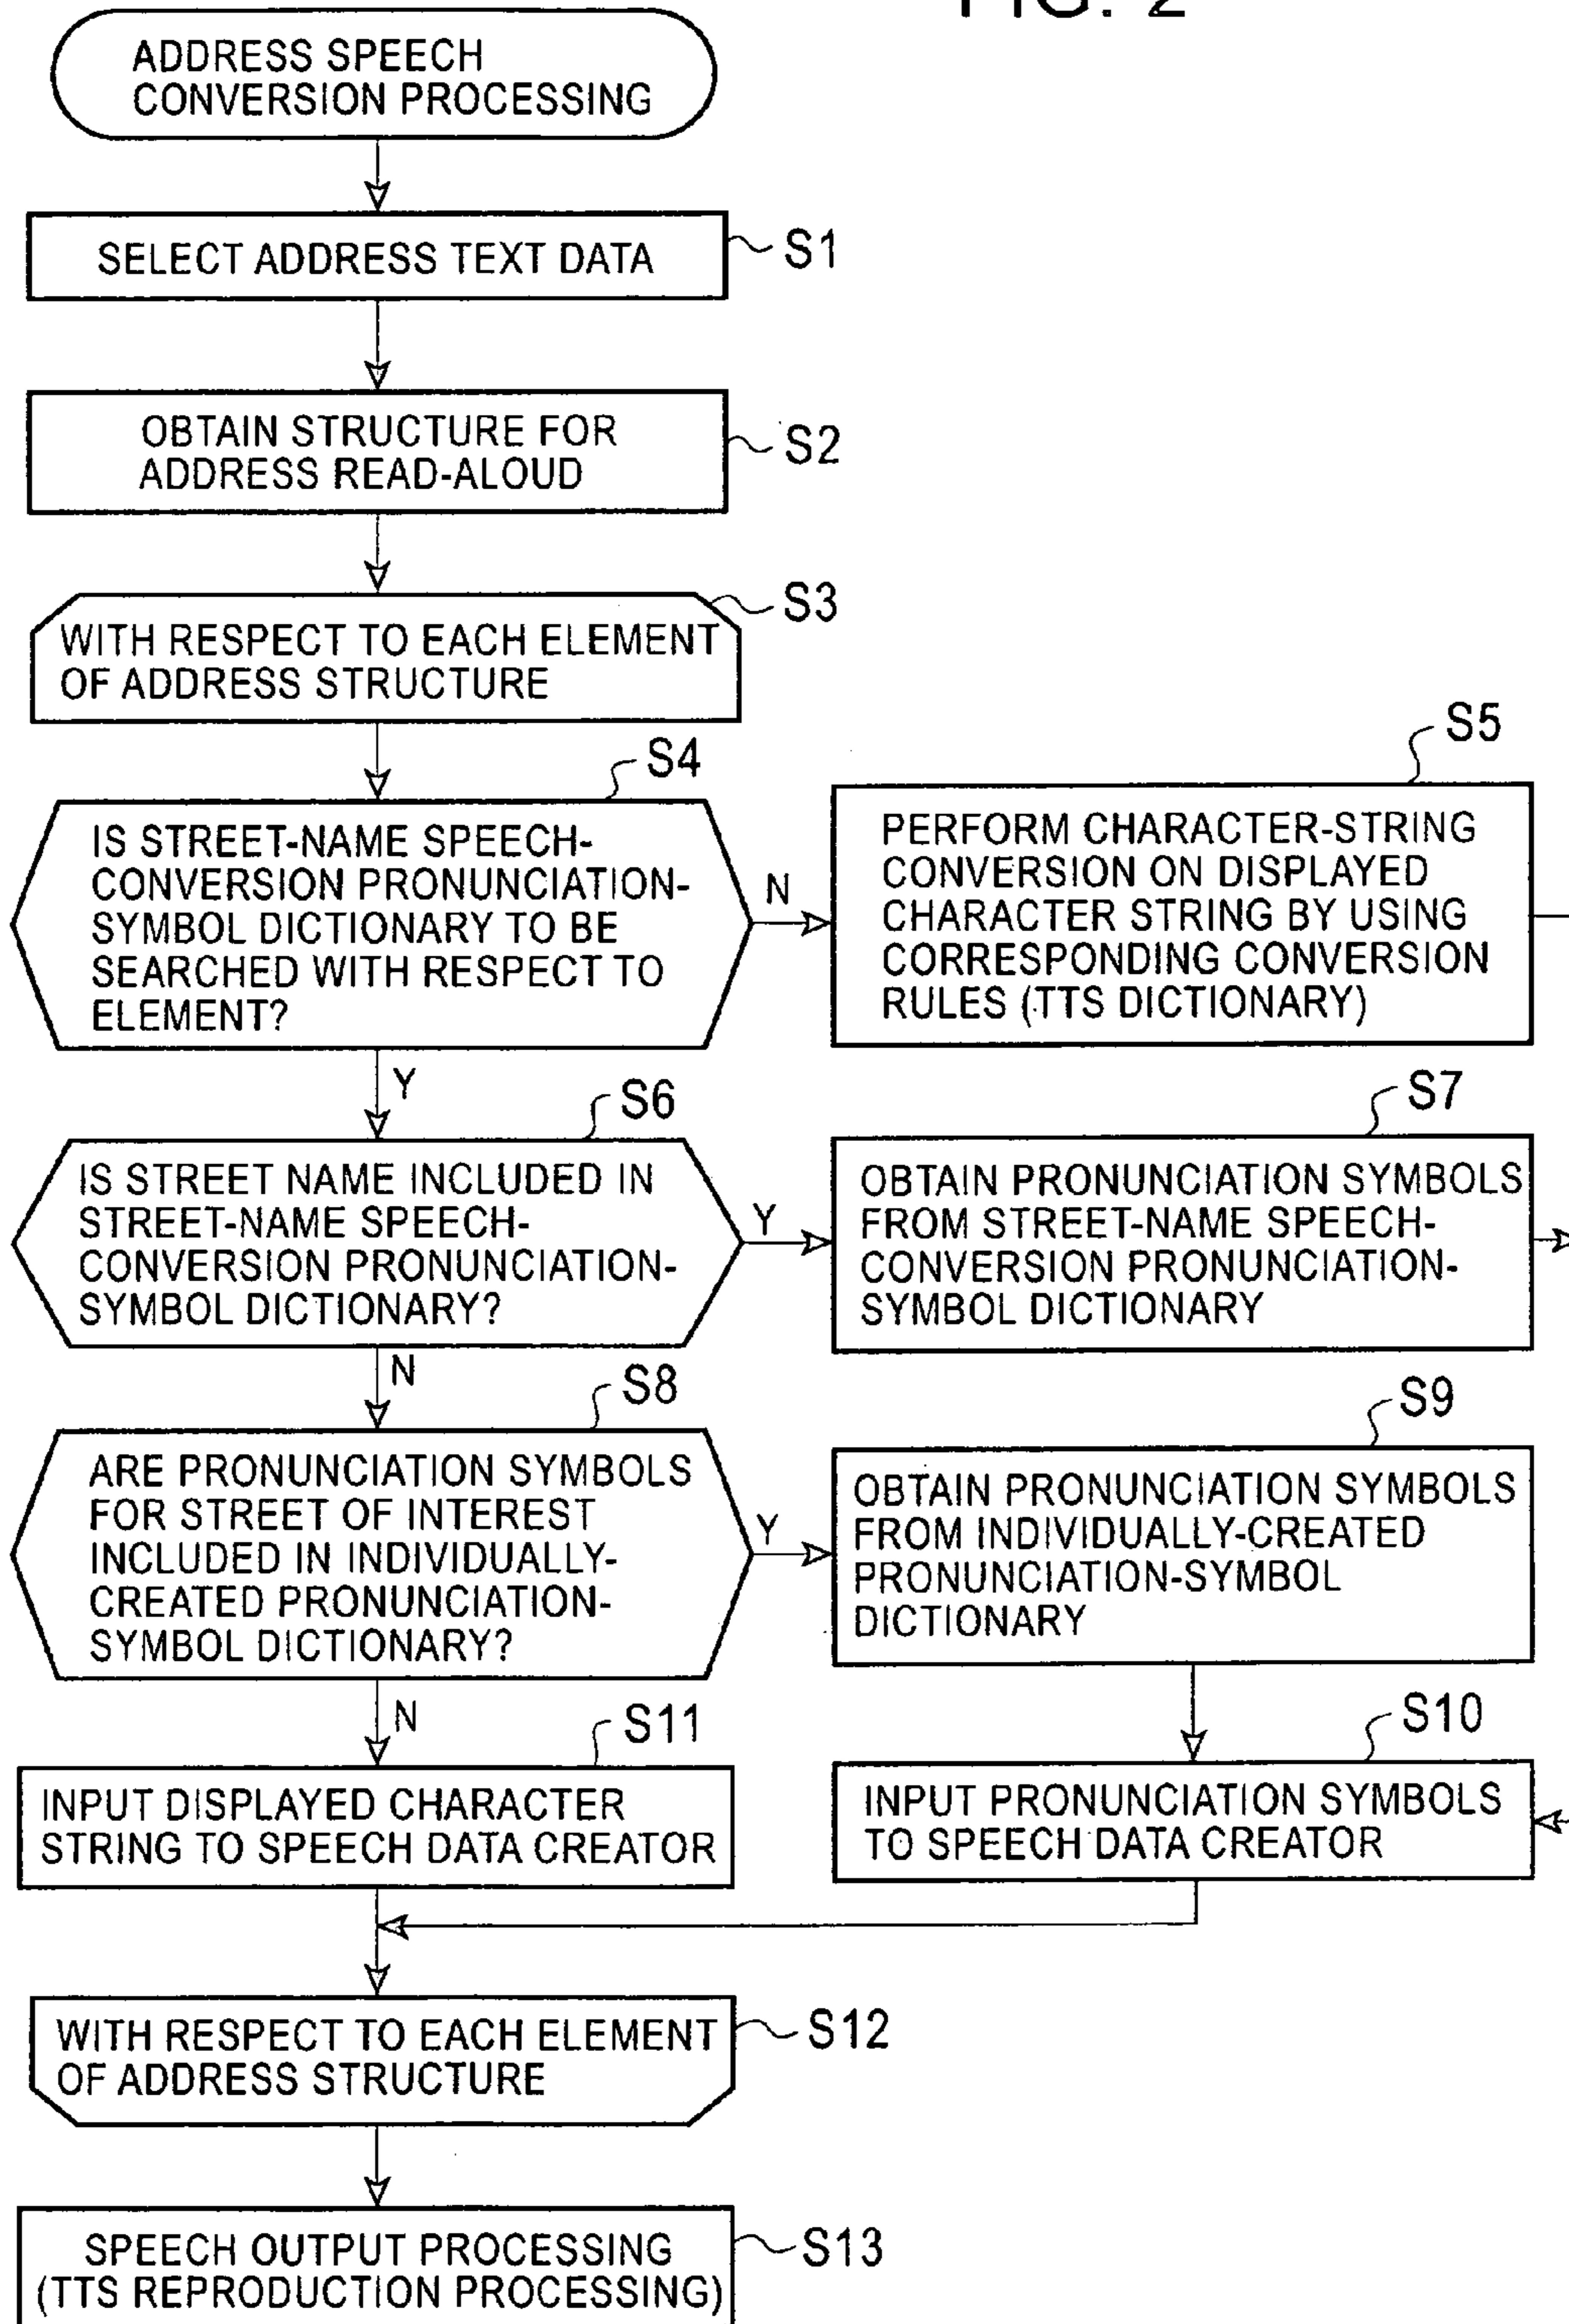 FIG. 2
ADDRESS SPEECH
CONVERSION PROCESSING
SELECT ADDRESS TEXT DATA
S1
OBTAIN STRUCTURE FOR
ADDRESS READ-ALOUD
S2
S3
WITH RESPECT TO EACH ELEMENT
OF ADDRESS STRUCTURE
S4
IS STREET-NAME SPEECH-
CONVERSION PRONUNCIATION-
SYMBOL DICTIONARY TO BE
SEARCHED WITH RESPECT TO
ELEMENT?
N
Y
S5
PERFORM CHARACTER-STRING
CONVERSION ON DISPLAYED
CHARACTER STRING BY USING
CORRESPONDING CONVERSION
RULES (TTS DICTIONARY)
S6
IS STREET NAME INCLUDED IN
STREET-NAME SPEECH-
CONVERSION PRONUNCIATION-
SYMBOL DICTIONARY?
Y
N
S7
OBTAIN PRONUNCIATION SYMBOLS
FROM STREET-NAME SPEECH-
CONVERSION PRONUNCIATION-
SYMBOL DICTIONARY
S8
ARE PRONUNCIATION SYMBOLS
FOR STREET OF INTEREST
INCLUDED IN INDIVIDUALLY-
CREATED PRONUNCIATION-
SYMBOL DICTIONARY?
Y
N
S9
OBTAIN PRONUNCIATION SYMBOLS
FROM INDIVIDUALLY-CREATED
PRONUNCIATION-SYMBOL
DICTIONARY
S11
INPUT DISPLAYED CHARACTER
STRING TO SPEECH DATA CREATOR
S10
INPUT PRONUNCIATION SYMBOLS
TO SPEECH DATA CREATOR
WITH RESPECT TO EACH ELEMENT
OF ADDRESS STRUCTURE
S12
SPEECH OUTPUT PROCESSING
(TTS REPRODUCTION PROCESSING)
S13